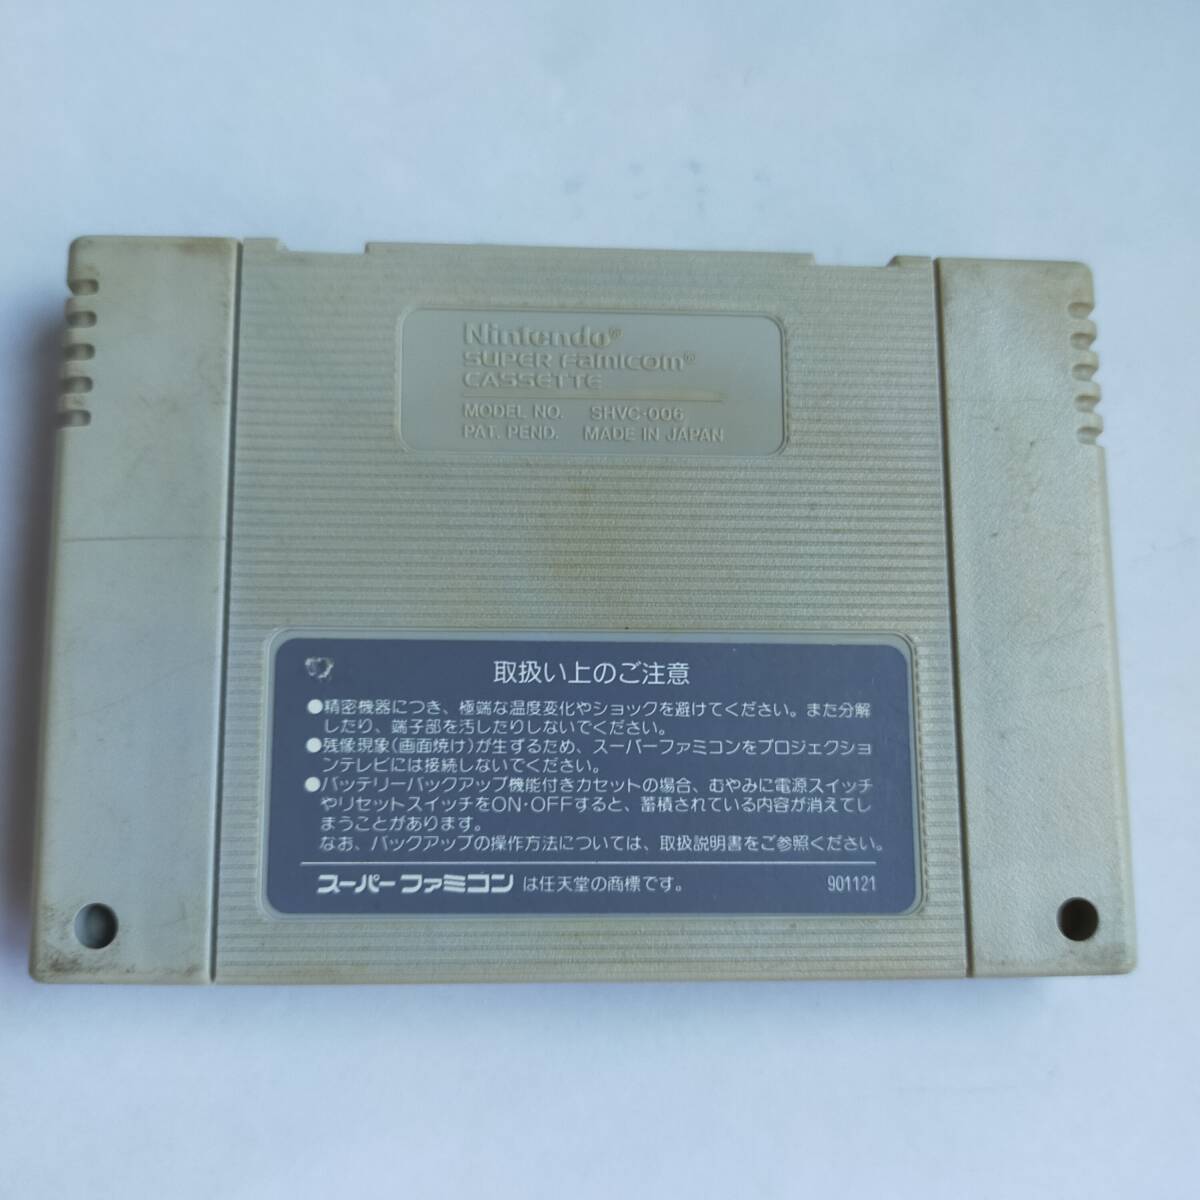 Nintendo®
SUPER Famicom®
CASSETTE
MODEL NO. SHVC-006
PAT. PEND. MADE IN JAPAN
取扱い上のご注意
●精密機器につき、極端な温度変化やショックを避けてください。また分解
したり、端子部を汚したりしないでください。
●残像現象(画面焼け)が生ずるため、スーパーファミコンをプロジェクショ
ンテレビには接続しないでください。
●バッテリーバックアップ機能付きカセットの場合、むやみに電源スイッチ
やリセットスイッチをON・OFFすると、蓄積されている内容が消えてし
まうことがあります。
なお、バックアップの操作方法については、取扱説明書をご参照ください。
スーパーファミコン は任天堂の商標です。 901121